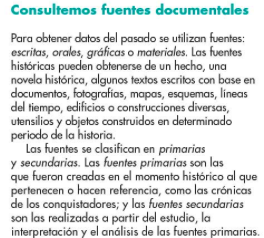 Consultemos fuentes documentales
Para obtener datos del pasado se utilizan fuentes:
escritas, orales, gráficas o materiales. Las fuentes
históricas pueden obtenerse de un hecho, una
novela histórica, algunos textos escritos con base en
documentos, fotografías, mapas, esquemas, líneas
del tiempo, edificios o construcciones diversas,
utensilios y objetos construidos en determinado
periodo de la historia.
Las fuentes se clasifican en primarias
y secundarias. Las fuentes primarias son las
que fueron creadas en el momento histórico al que
pertenecen o hacen referencia, como las crónicas
de los conquistadores; y las fuentes secundarias
son las realizadas a partir del estudio, la
interpretación y el análisis de las fuentes primarias.